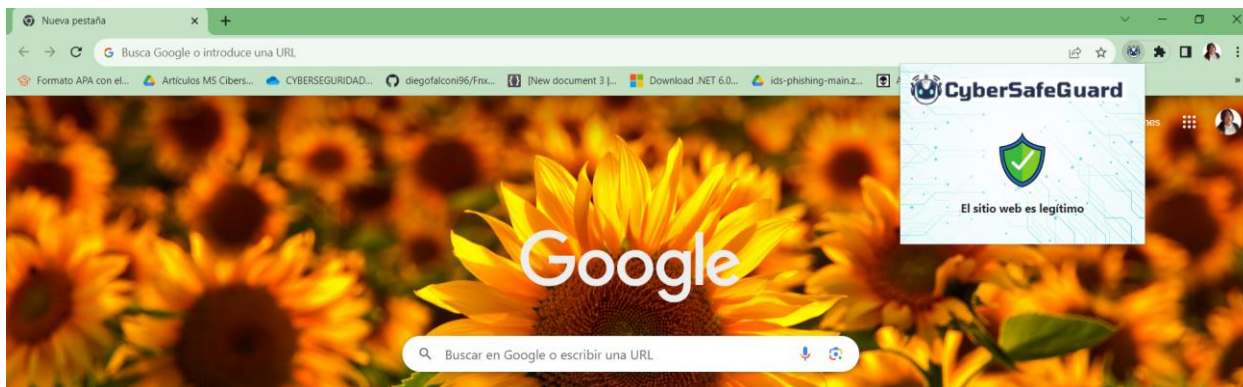 Nueva pestaña
Busca Google o introduce una URL
Formato APA con el... Artículos MS Cibers... CYBERSEGURIDAD... diegofalconi96/Fnx... [New document 3 |... Download .NET 6.0... ids-phishing-main.z...
CyberSafeGuard
El sitio web es legítimo
Google
Buscar en Google o escribir una URL